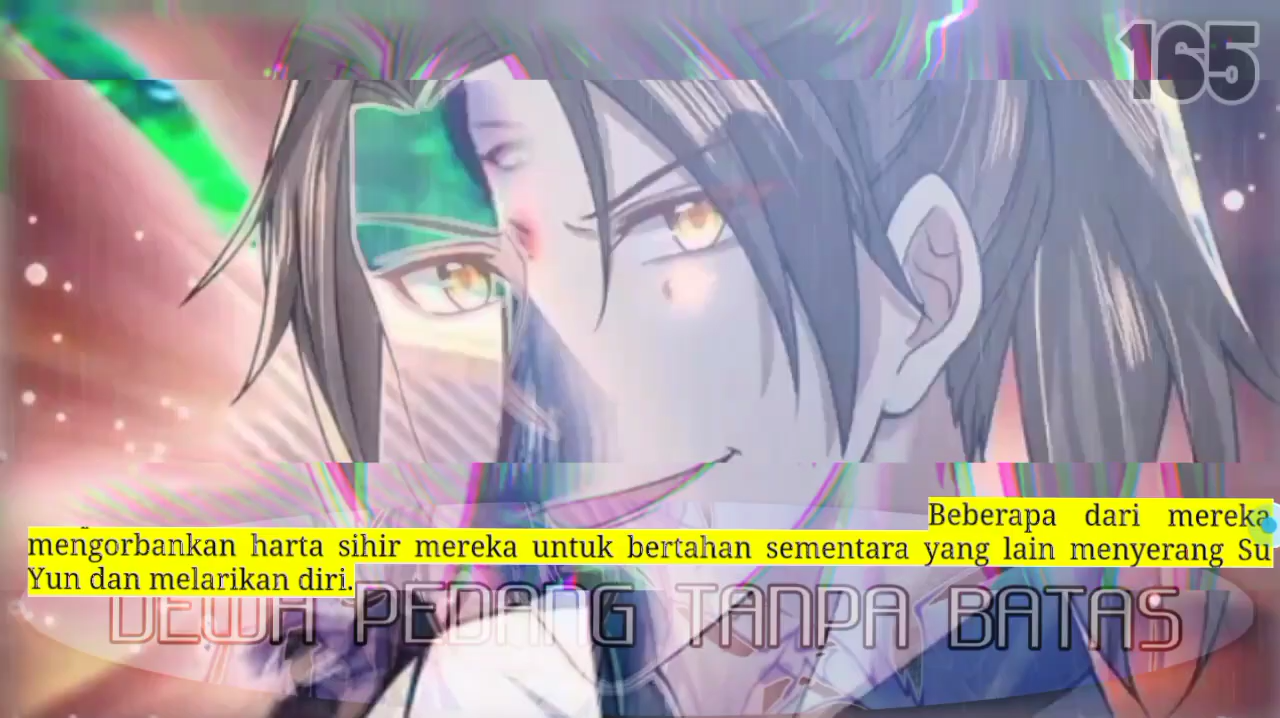 165
Beberapa dari mereka
mengorbankan harta sihir mereka untuk bertahan sementara yang lain menyerang Su
Yun dan melarikan diri.
DEWA PEDANG TANPA BATAS